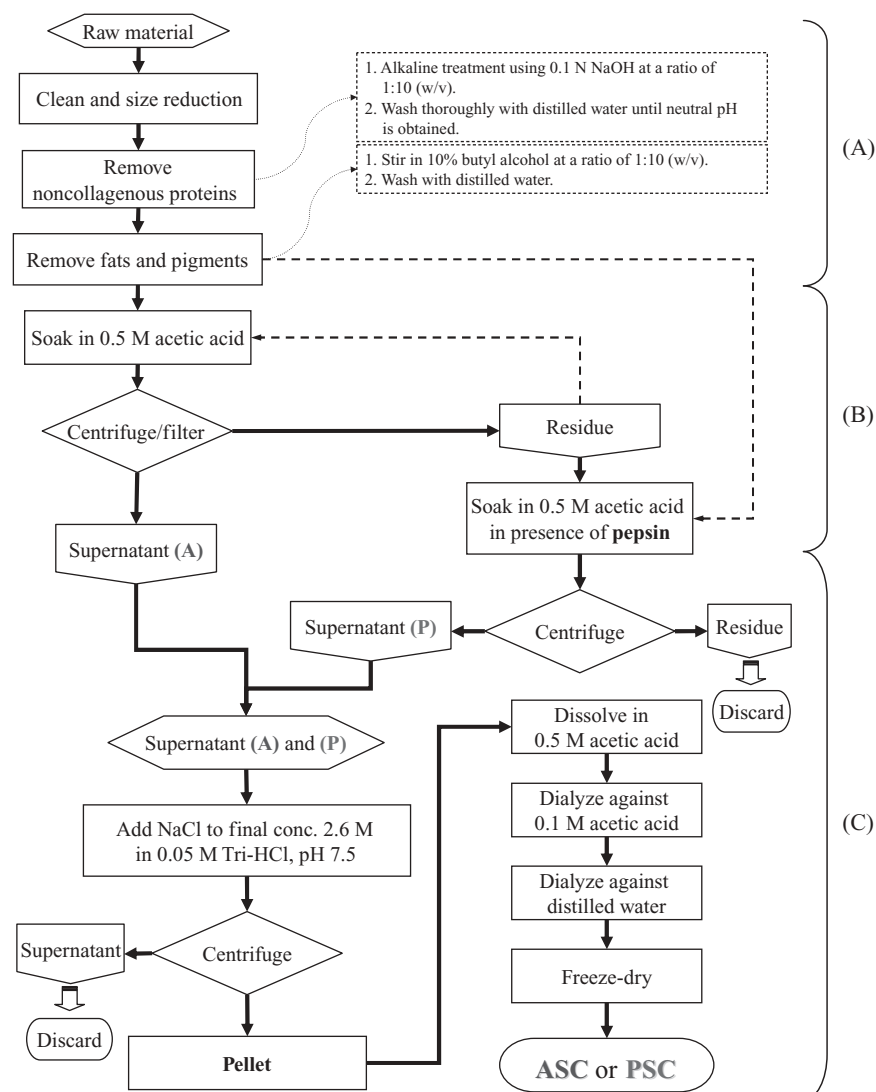 Raw material
Clean and size reduction
1. Alkaline treatment using 0.1 N NaOH at a ratio of
1:10 (w/v).
2. Wash thoroughly with distilled water until neutral pH
is obtained.
Remove
noncollagenous proteins
1. Stir in 10% butyl alcohol at a ratio of 1:10 (w/v).
2. Wash with distilled water.
(A)
Remove fats and pigments
Soak in 0.5 M acetic acid
Centrifuge/filter
Residue
(B)
Soak in 0.5 M acetic acid
in presence of pepsin
Supernatant (A)
Supernatant (P)
Centrifuge
Residue
Discard
Supernatant (A) and (P)
Dissolve in
0.5 M acetic acid
Add NaCl to final conc. 2.6 M
in 0.05 M Tri-HCl, pH 7.5
Dialyze against
0.1 M acetic acid
(C)
Dialyze against
distilled water
Supernatant
Centrifuge
Freeze-dry
Discard
Pellet
ASC or PSC